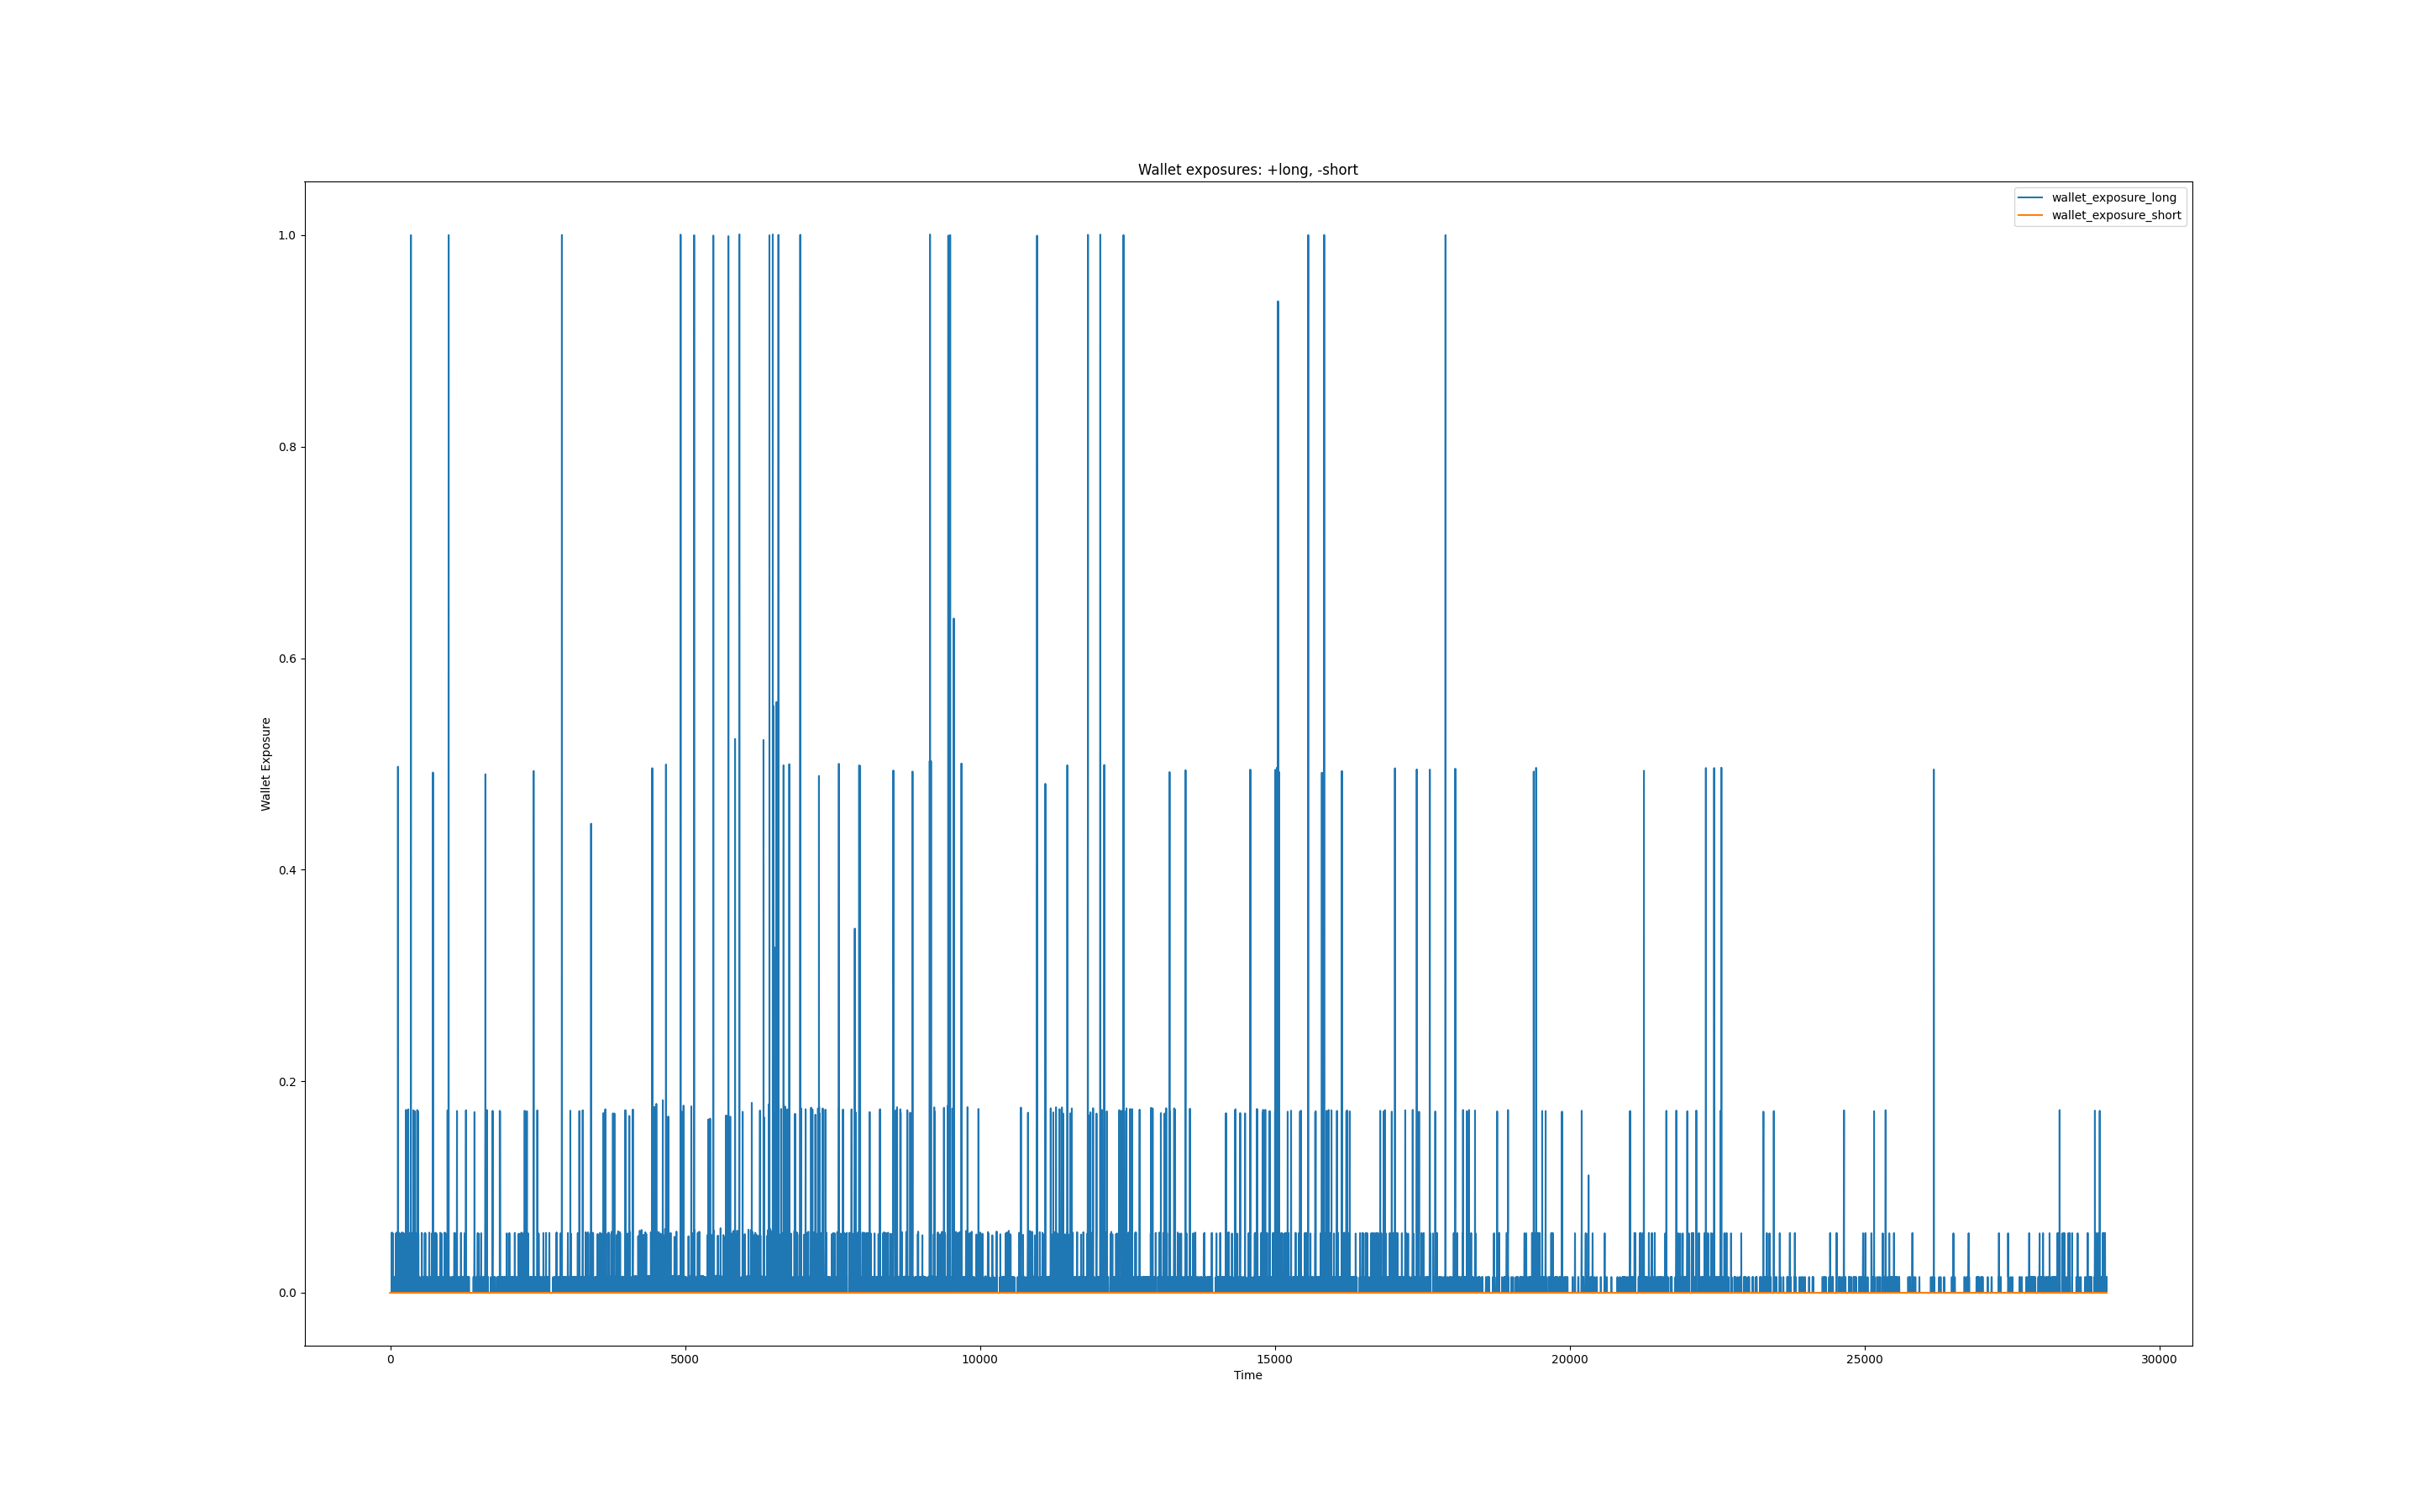 Wallet exposures: +long, -short
wallet_exposure_long
wallet_exposure_short
1.0
0.8
0.6
0.4
0.2
0.0
Wallet Exposure
0 5000 10000 15000 20000 25000 30000
Time